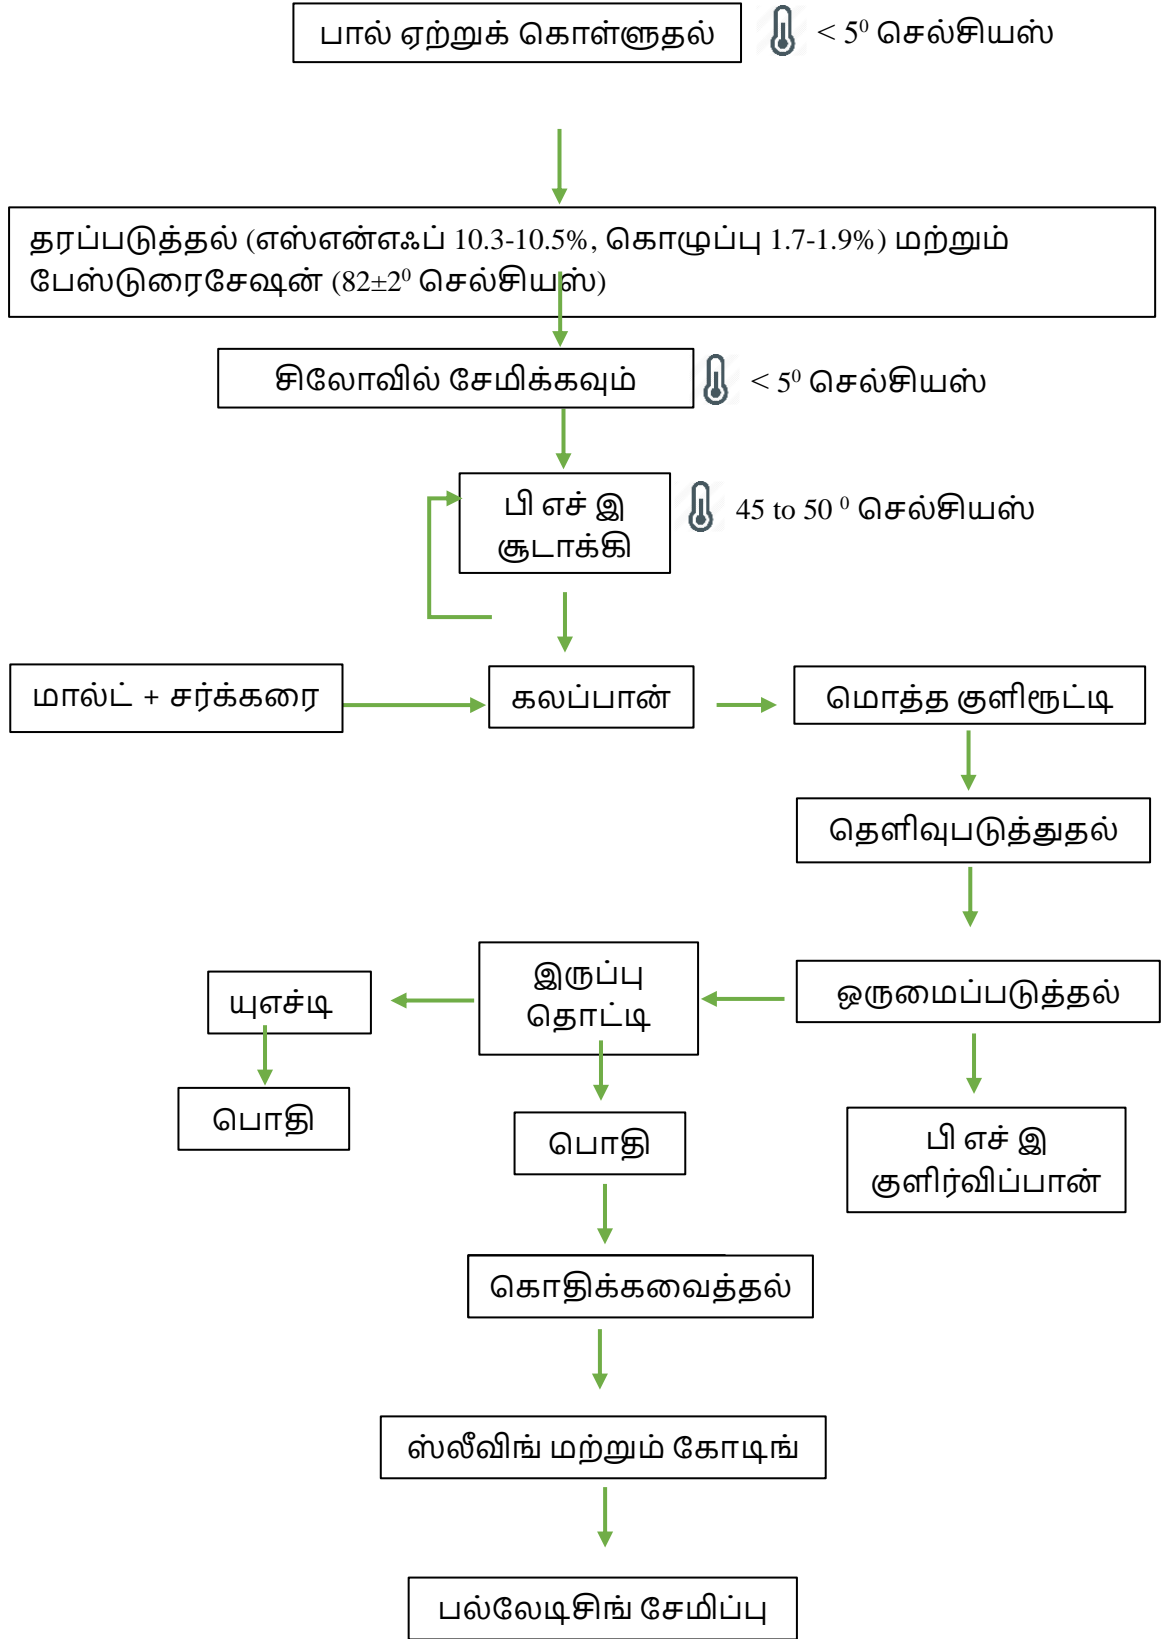 பால் ஏற்றுக் கொள்ளுதல்
< 5⁰ செல்சியஸ்
தரப்படுத்தல் (எஸ்என்எஃப் 10.3-10.5%, கொழுப்பு 1.7-1.9%) மற்றும்
பேஸ்டுரைசேஷன் (82±2⁰ செல்சியஸ்)
சிலோவில் சேமிக்கவும்
< 5⁰ செல்சியஸ்
பி எச் இ
சூடாக்கி
45 to 50 ⁰ செல்சியஸ்
மால்ட் + சர்க்கரை
கலப்பான்
மொத்த குளிரூட்டி
தெளிவுபடுத்துதல்
யுஎச்டி
இருப்பு
தொட்டி
ஒருமைப்படுத்தல்
பொதி
பொதி
பி எச் இ
குளிர்விப்பான்
கொதிக்கவைத்தல்
ஸ்லீவிங் மற்றும் கோடிங்
பல்லேடிசிங் சேமிப்பு